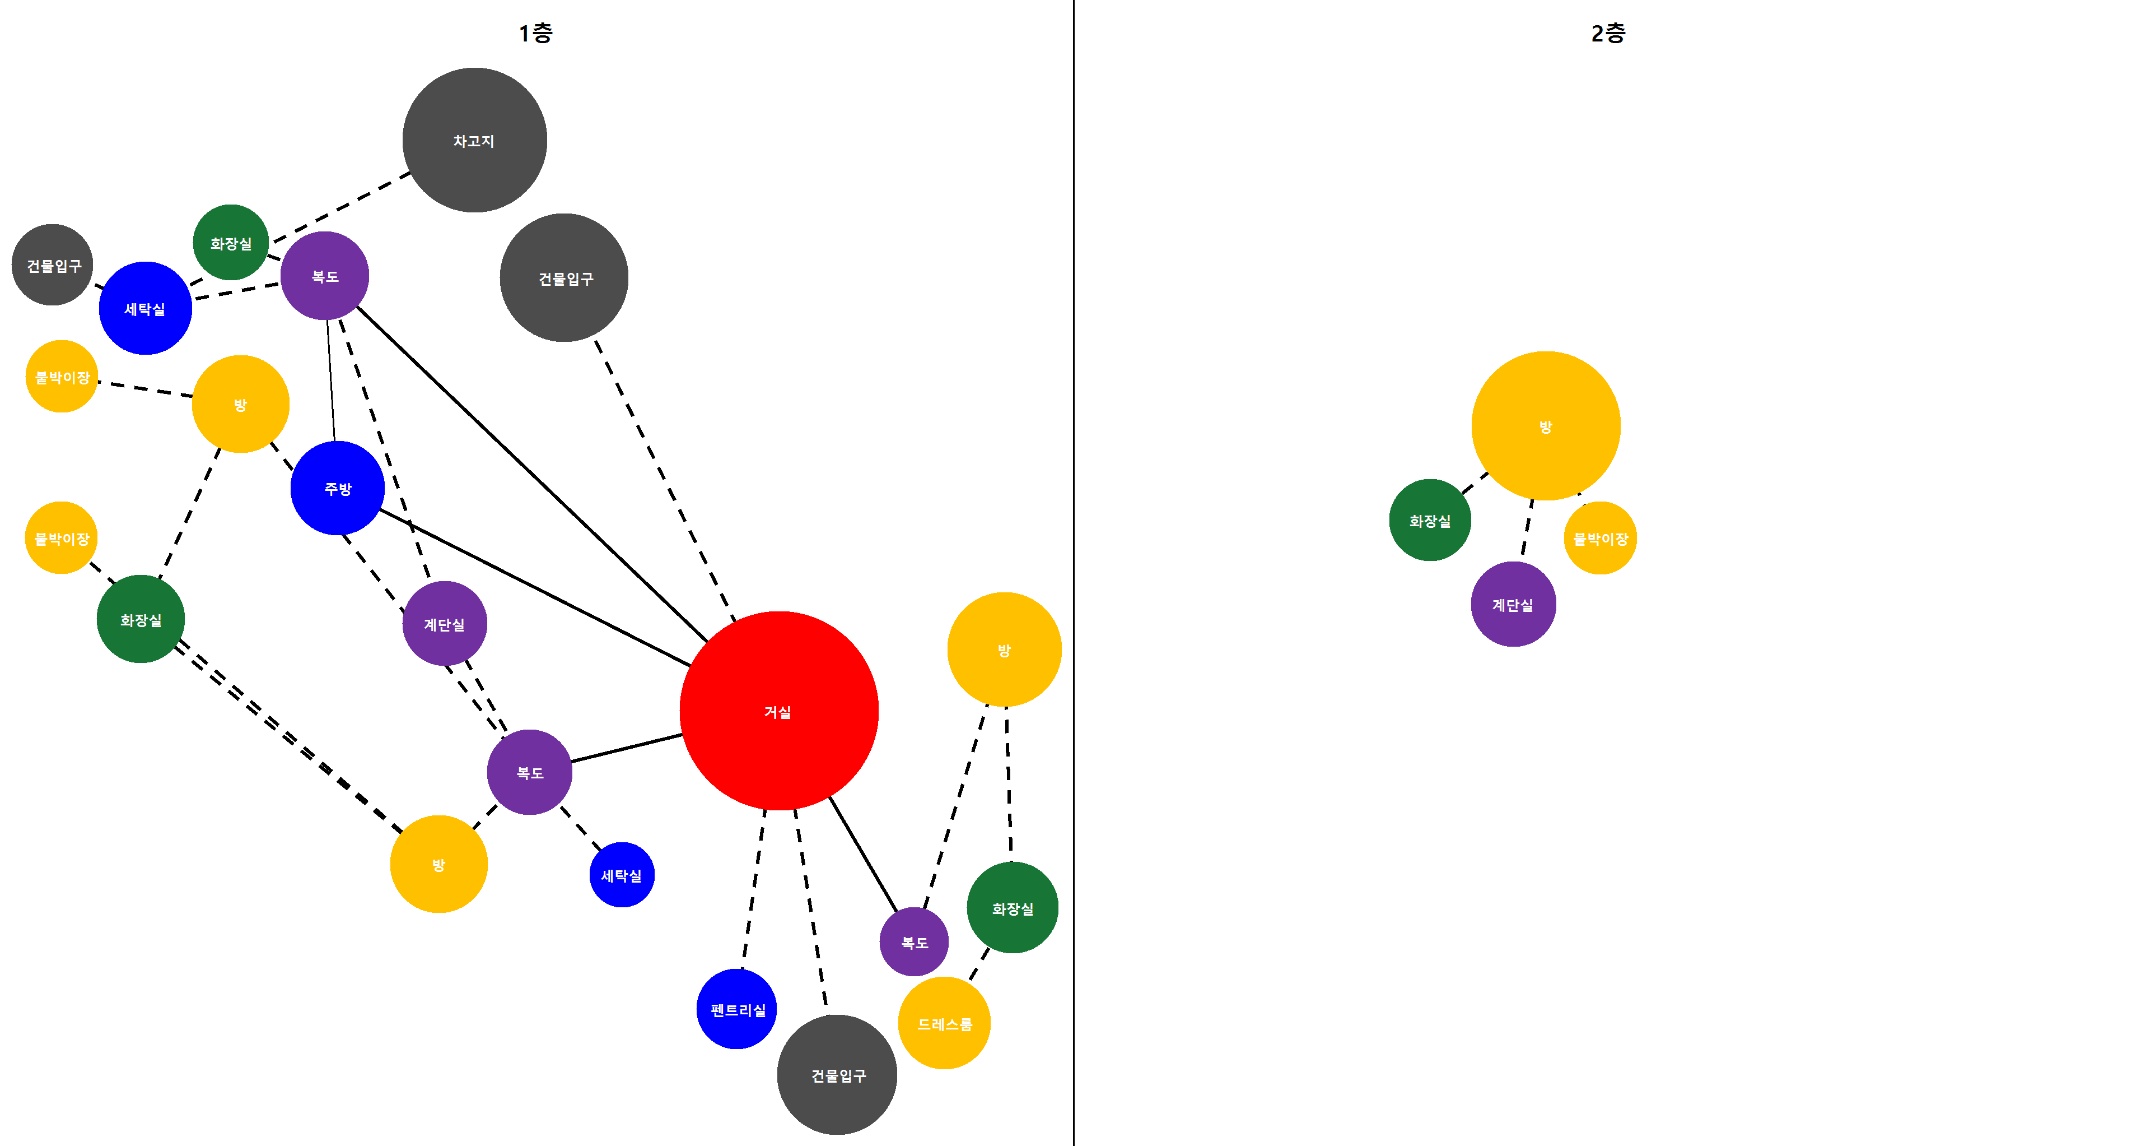 1층
차고지
화장실
건물입구
복도
건물입구
세탁실
붙박이장
방
주방
붙박이장
화장실
계단실
방
거실
복도
방
세탁실
화장실
복도
펜트리실
드레스룸
건물입구
2층
방
화장실
붙박이장
계단실